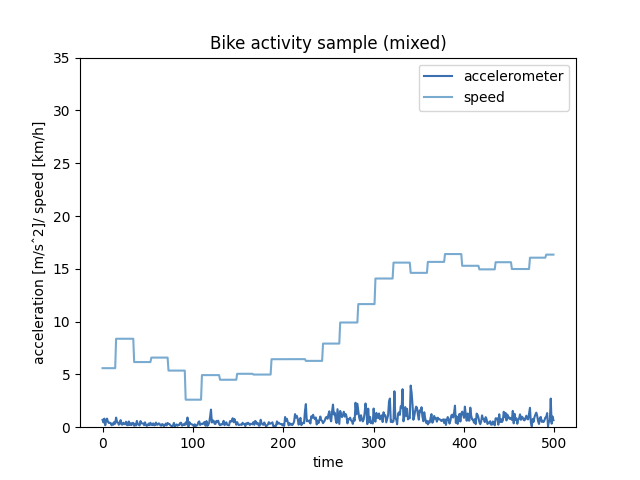 Bike activity sample (mixed)
accelerometer
speed
acceleration [m/s^2]/ speed [km/h]
35
30
25
20
15
10
5
0
0 100 200 300 400 500
time